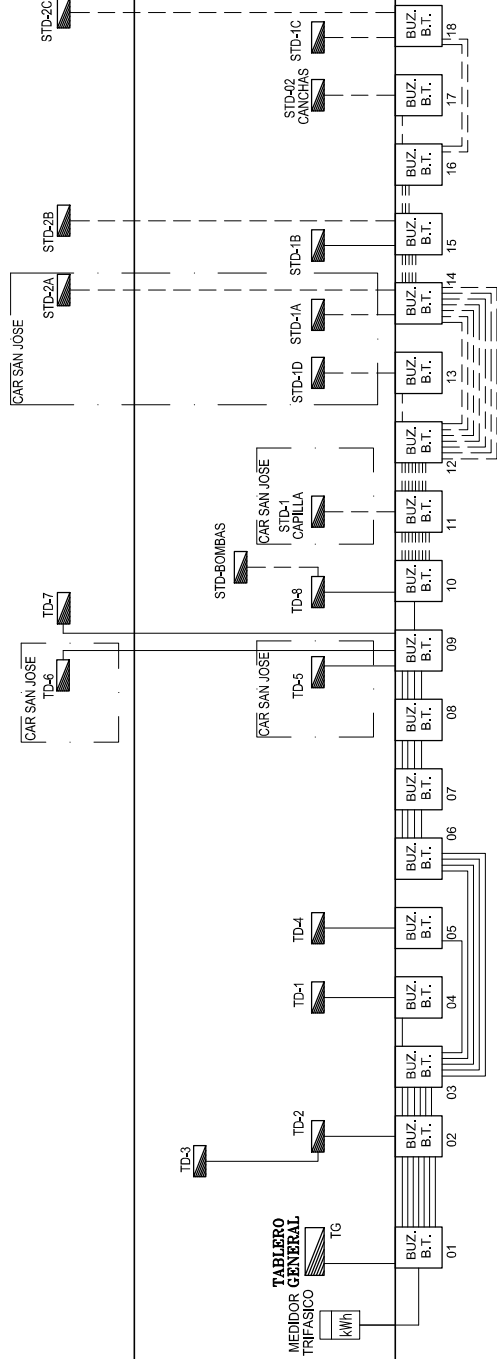 MEDIDOR
TRIFASICO
kWh
TABLERO
GENERAL
TG
TD-3
TD-2
TD-1
TD-4
CAR SAN JOSE
TD-6
TD-7
CAR SAN JOSE
TD-5
STD-BOMBAS
TD-8
CAR SAN JOSE
STD-1
CAPILLA
CAR SAN JOSE
STD-2A
STD-1D
STD-1A
STD-2B
STD-1B
STD-02
CANCHAS
STD-2C
STD-1C
BUZ.
B.T.
01
BUZ.
B.T.
02
BUZ.
B.T.
03
BUZ.
B.T.
04
BUZ.
B.T.
05
BUZ.
B.T.
06
BUZ.
B.T.
07
BUZ.
B.T.
08
BUZ.
B.T.
09
BUZ.
B.T.
10
BUZ.
B.T.
11
BUZ.
B.T.
12
BUZ.
B.T.
13
BUZ.
B.T.
14
BUZ.
B.T.
15
BUZ.
B.T.
16
BUZ.
B.T.
17
BUZ.
B.T.
18